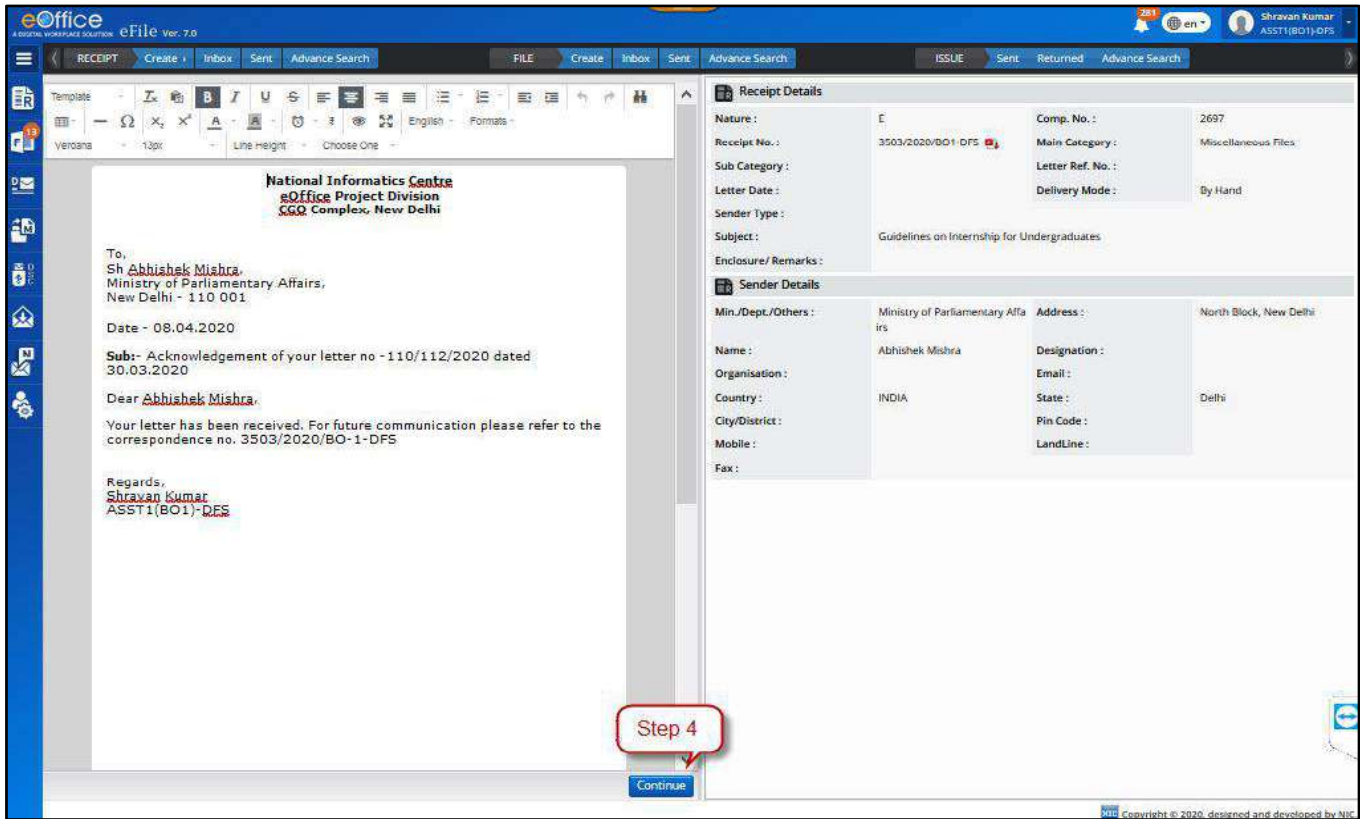 eOffice
A DIGITAL WORKPLACE SOLUTION
eFile Ver. 7.0
281
en
Shravan Kumar
ASST1(BO1)-DFS
RECEIPT Create Inbox Sent Advance Search FILE Create Inbox Sent Advance Search ISSUE Sent Returned Advance Search
13
Template
English Formats
Verdana 13px Line Height Choose One
National Informatics Centre
eOffice Project Division
CGO Complex, New Delhi
To,
Sh Abhishek Mishra,
Ministry of Parliamentary Affairs,
New Delhi - 110 001
Date - 08.04.2020
Sub:- Acknowledgement of your letter no -110/112/2020 dated
30.03.2020
Dear Abhishek Mishra,
Your letter has been received. For future communication please refer to the
correspondence no. 3503/2020/BO-1-DFS
Regards,
Shravan Kumar
ASST1(BO1)-DFS
Step 4
Continue
Receipt Details
Nature : E Comp. No. : 2697
Receipt No. : 3503/2020/BO1-DFS Main Category : Miscellaneous Files
Sub Category : Letter Ref. No. :
Letter Date : Delivery Mode : By Hand
Sender Type :
Subject : Guidelines on Internship for Undergraduates
Enclosure/ Remarks :
Sender Details
Min./Dept./Others : Ministry of Parliamentary Affa Address : North Block, New Delhi
irs
Name : Abhishek Mishra Designation :
Organisation : Email :
Country : INDIA State : Delhi
City/District : Pin Code :
Mobile : LandLine :
Fax :
NIC Copyright © 2020, designed and developed by NIC